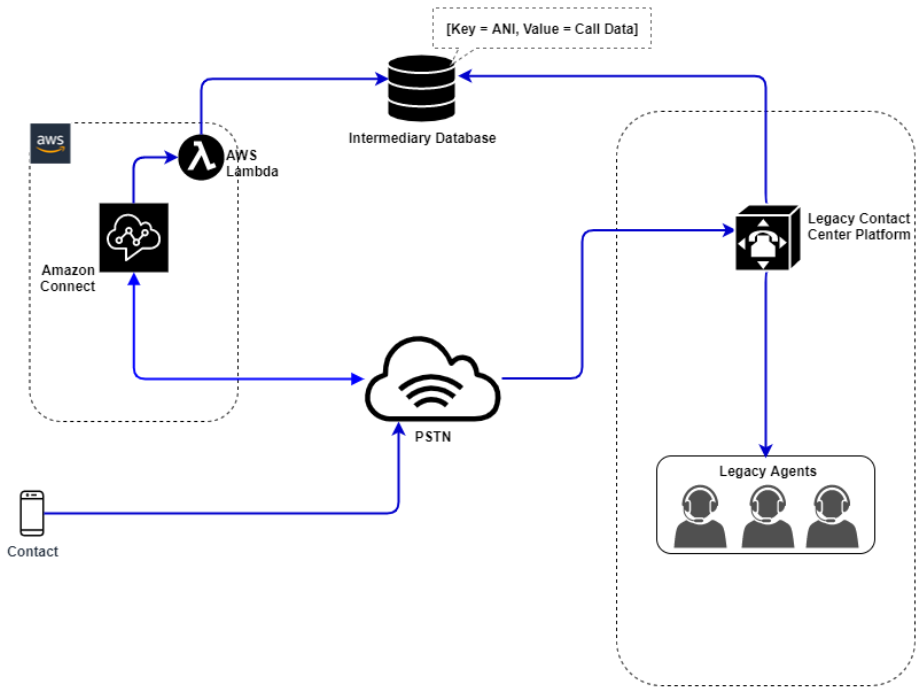 [Key = ANI, Value = Call Data]
Intermediary Database
aws
AWS
Lambda
Legacy Contact
Center Platform
Amazon
Connect
PSTN
Legacy Agents
Contact